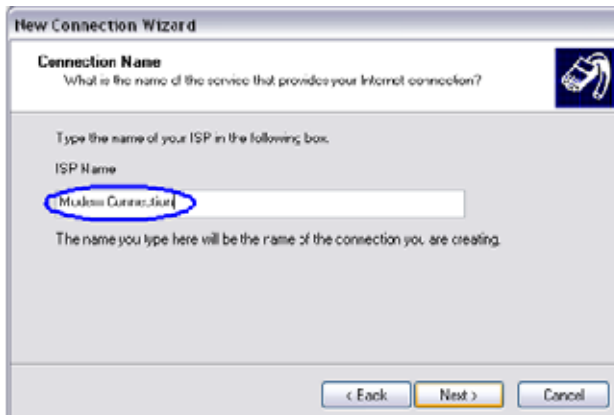 New Connection Wizard
Connection Name
What is the name of the service that provides your Internet connection?
Type the name of your ISP in the following box.
ISP Name
Modem Connection
The name you type here will be the name of the connection you are creating.
< Back
Next >
Cancel